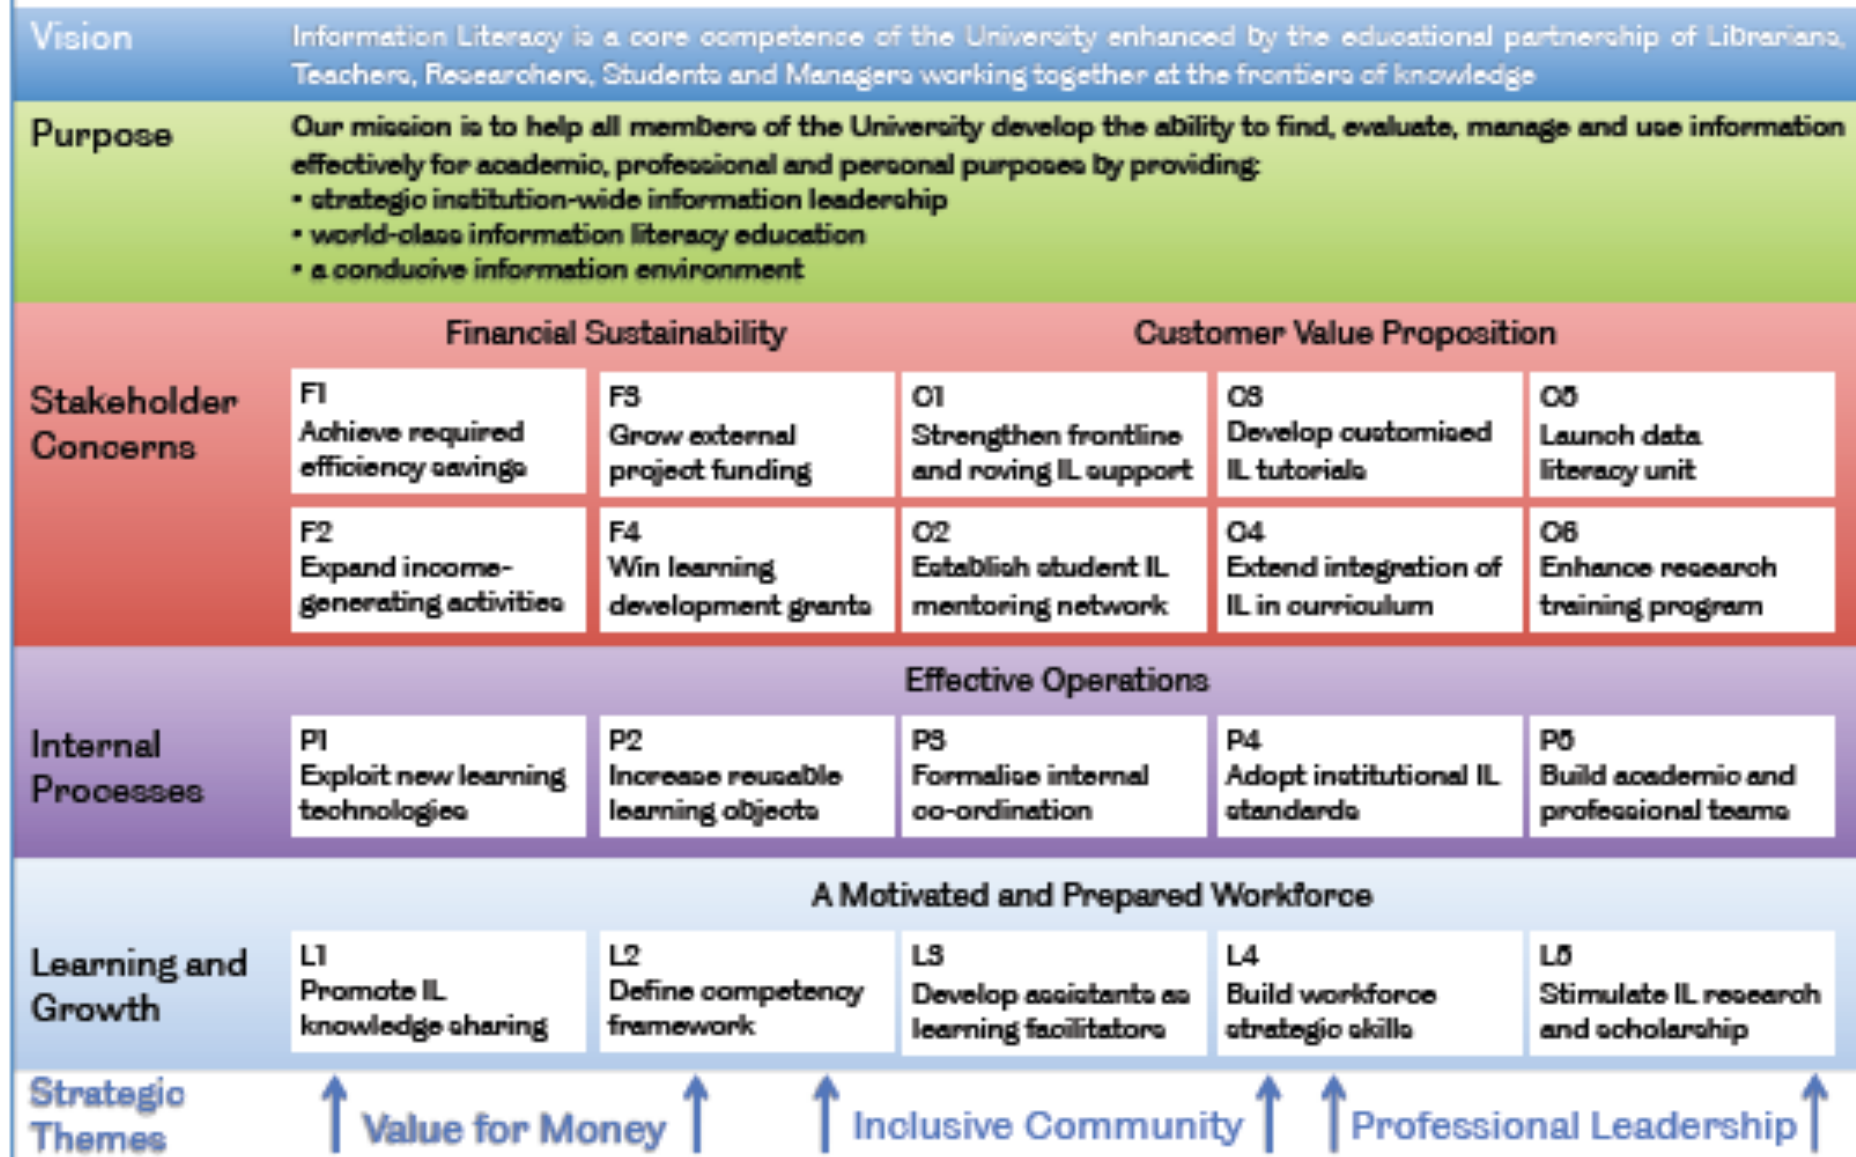 Vision
Information Literacy is a core competence of the University enhanced by the educational partnership of Librarians,
Teachers, Researchers, Students and Managers working together at the frontiers of knowledge
Purpose
Our mission is to help all members of the University develop the ability to find, evaluate, manage and use information
effectively for academic, professional and personal purposes by providing:
• strategic institution-wide information leadership
• world-class information literacy education
• a conducive information environment
Financial Sustainability
Customer Value Proposition
Stakeholder
Concerns
F1
Achieve required
efficiency savings
F3
Grow external
project funding
C1
Strengthen frontline
and roving IL support
C3
Develop customised
IL tutorials
C5
Launch data
literacy unit
F2
Expand income-
generating activities
F4
Win learning
development grants
C2
Establish student IL
mentoring network
C4
Extend integration of
IL in curriculum
C6
Enhance research
training program
Effective Operations
Internal
Processes
P1
Exploit new learning
technologies
P2
Increase reusable
learning objects
P3
Formalise internal
co-ordination
P4
Adopt institutional IL
standards
P5
Build academic and
professional teams
A Motivated and Prepared Workforce
Learning and
Growth
L1
Promote IL
knowledge sharing
L2
Define competency
framework
L3
Develop assistants as
learning facilitators
L4
Build workforce
strategic skills
L5
Stimulate IL research
and scholarship
Strategic
Themes
Value for Money
Inclusive Community
Professional Leadership